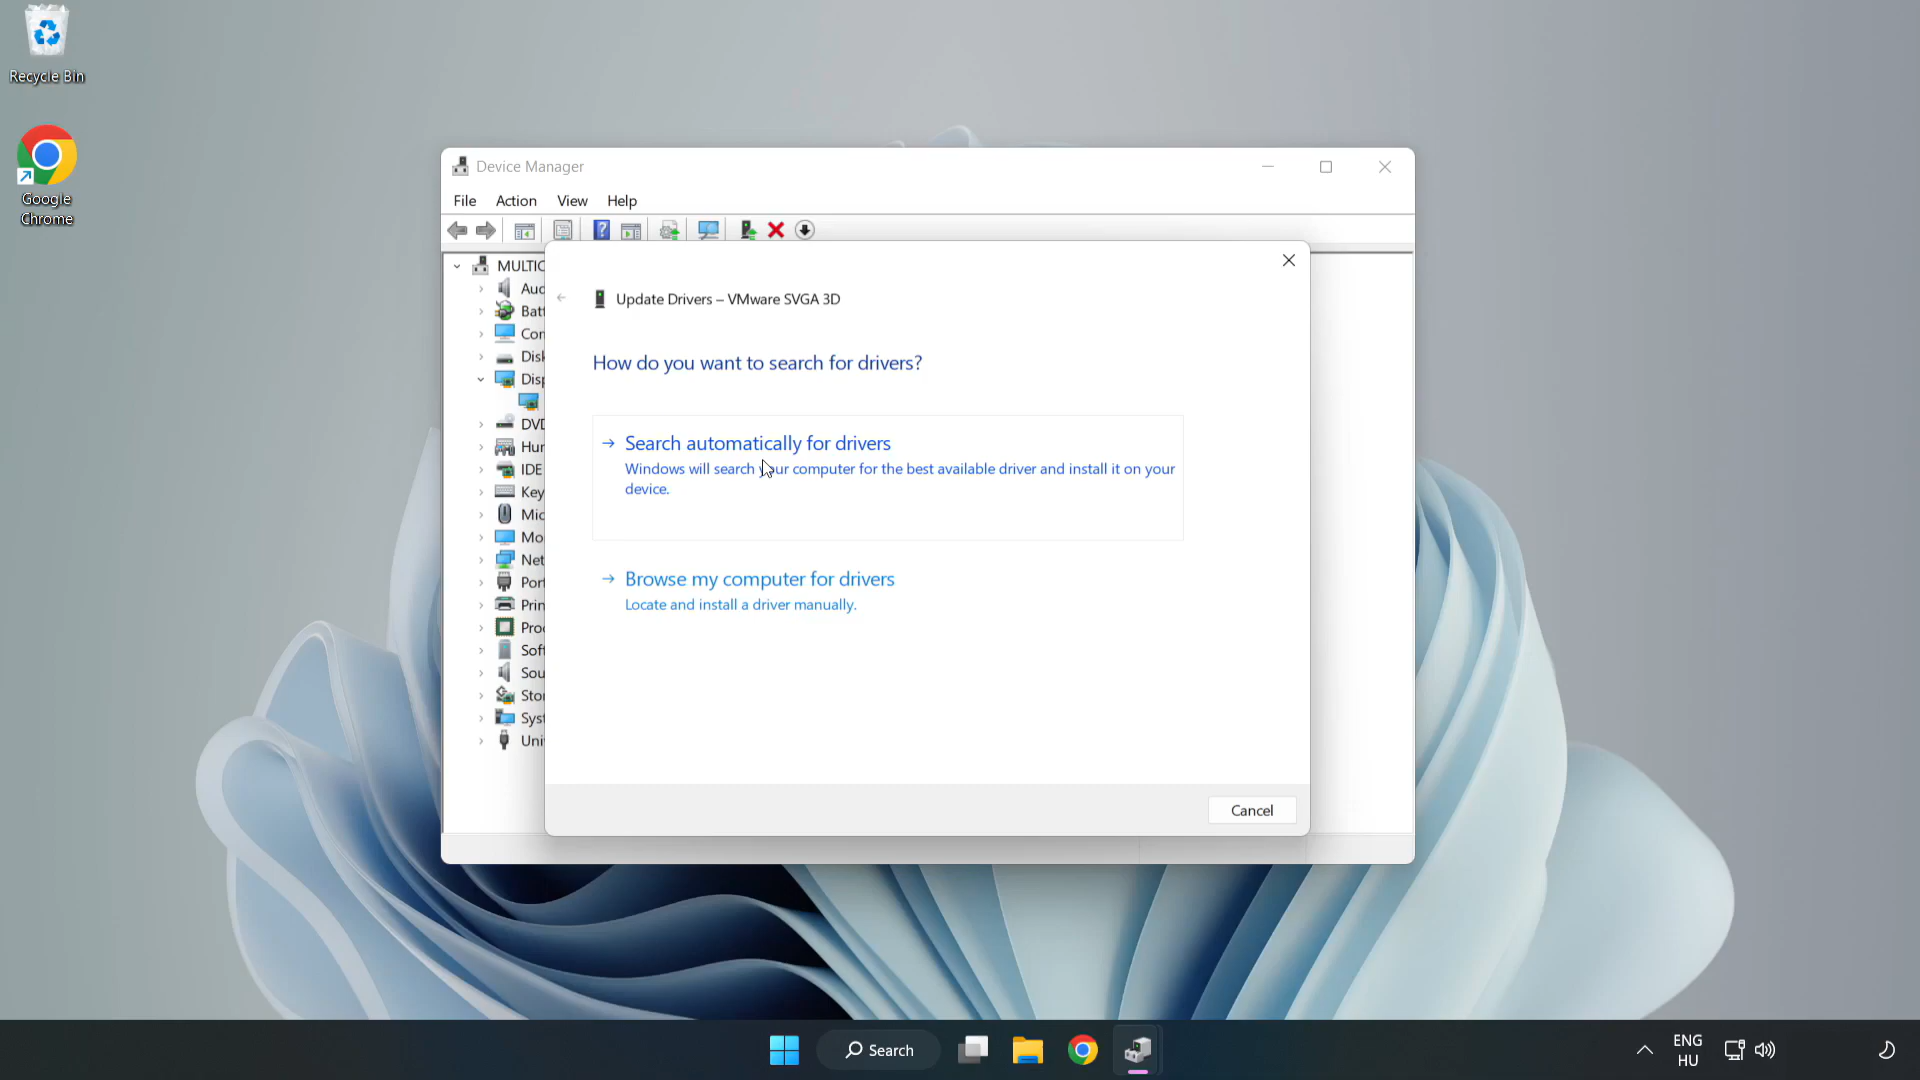 Recycle Bin
Google
Chrome
Device Manager
File Action View Help
MULTIC
Aud
Batt
Con
Disk
Disp
DVD
Hur
IDE
Key
Mic
Mo
Net
Port
Prin
Proc
Soft
Sou
Stor
Syst
Uni
Update Drivers – VMware SVGA 3D
How do you want to search for drivers?
Search automatically for drivers
Windows will search your computer for the best available driver and install it on your
device.
Browse my computer for drivers
Locate and install a driver manually.
Cancel
Search
ENG
HU